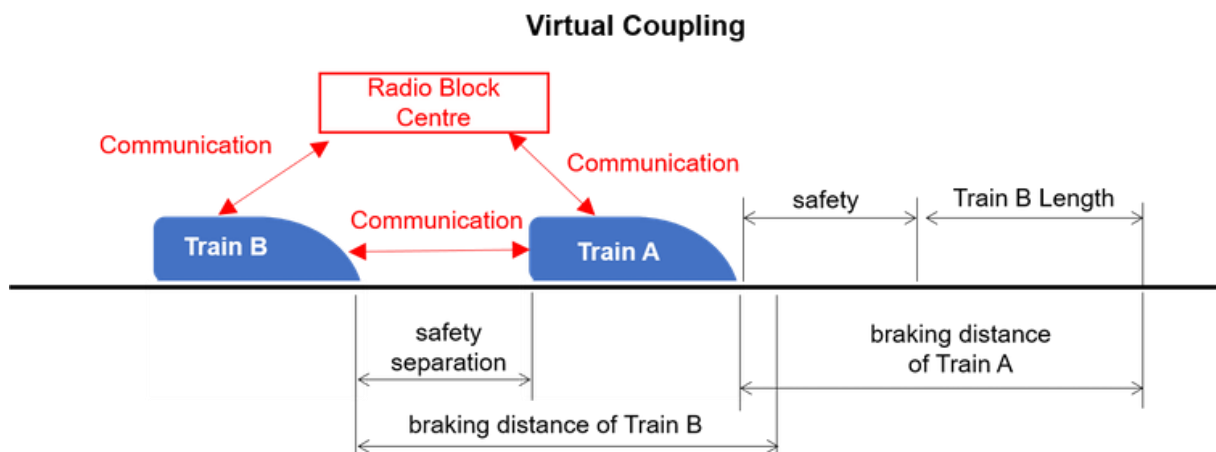 Virtual Coupling
Radio Block
Centre
Communication
Communication
Communication
safety
Train B Length
Train B
Train A
safety
separation
braking distance
of Train A
braking distance of Train B